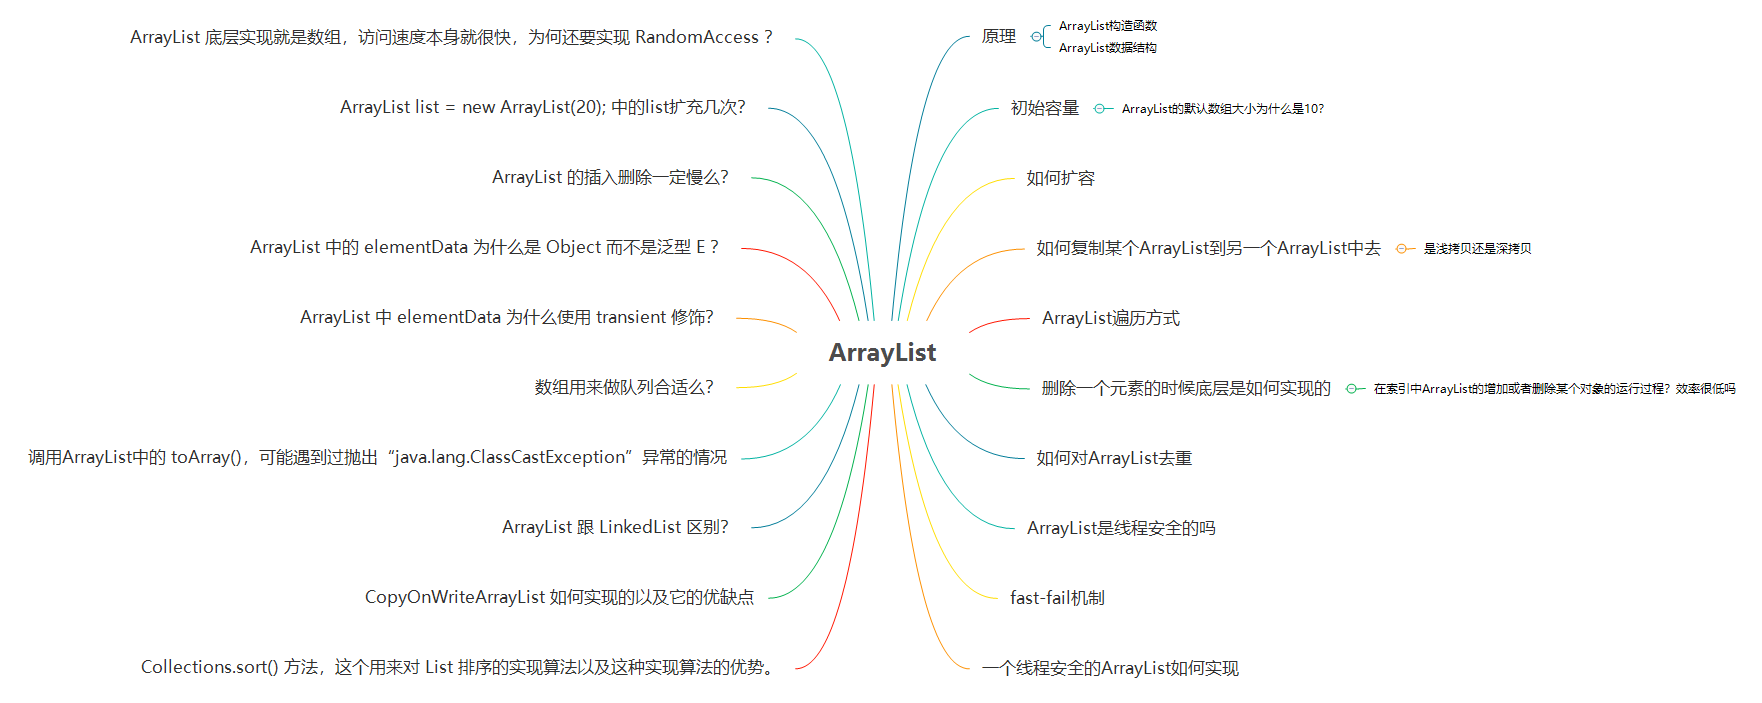 ArrayList
原理
ArrayList构造函数
ArrayList数据结构
初始容量
ArrayList的默认数组大小为什么是10?
如何扩容
如何复制某个ArrayList到另一个ArrayList中去
是浅拷贝还是深拷贝
ArrayList遍历方式
删除一个元素的时候底层是如何实现的
在索引中ArrayList的增加或者删除某个对象的运行过程？效率很低吗
如何对ArrayList去重
ArrayList是线程安全的吗
fast-fail机制
一个线程安全的ArrayList如何实现
ArrayList 底层实现就是数组，访问速度本身就很快，为何还要实现 RandomAccess ？
ArrayList list = new ArrayList(20); 中的list扩充几次？
ArrayList 的插入删除一定慢么？
ArrayList 中的 elementData 为什么是 Object 而不是泛型 E ？
ArrayList 中 elementData 为什么使用 transient 修饰？
数组用来做队列合适么？
调用ArrayList中的 toArray()，可能遇到过抛出“java.lang.ClassCastException”异常的情况
ArrayList 跟 LinkedList 区别？
CopyOnWriteArrayList 如何实现的以及它的优缺点
Collections.sort() 方法，这个用来对 List 排序的实现算法以及这种实现算法的优势。